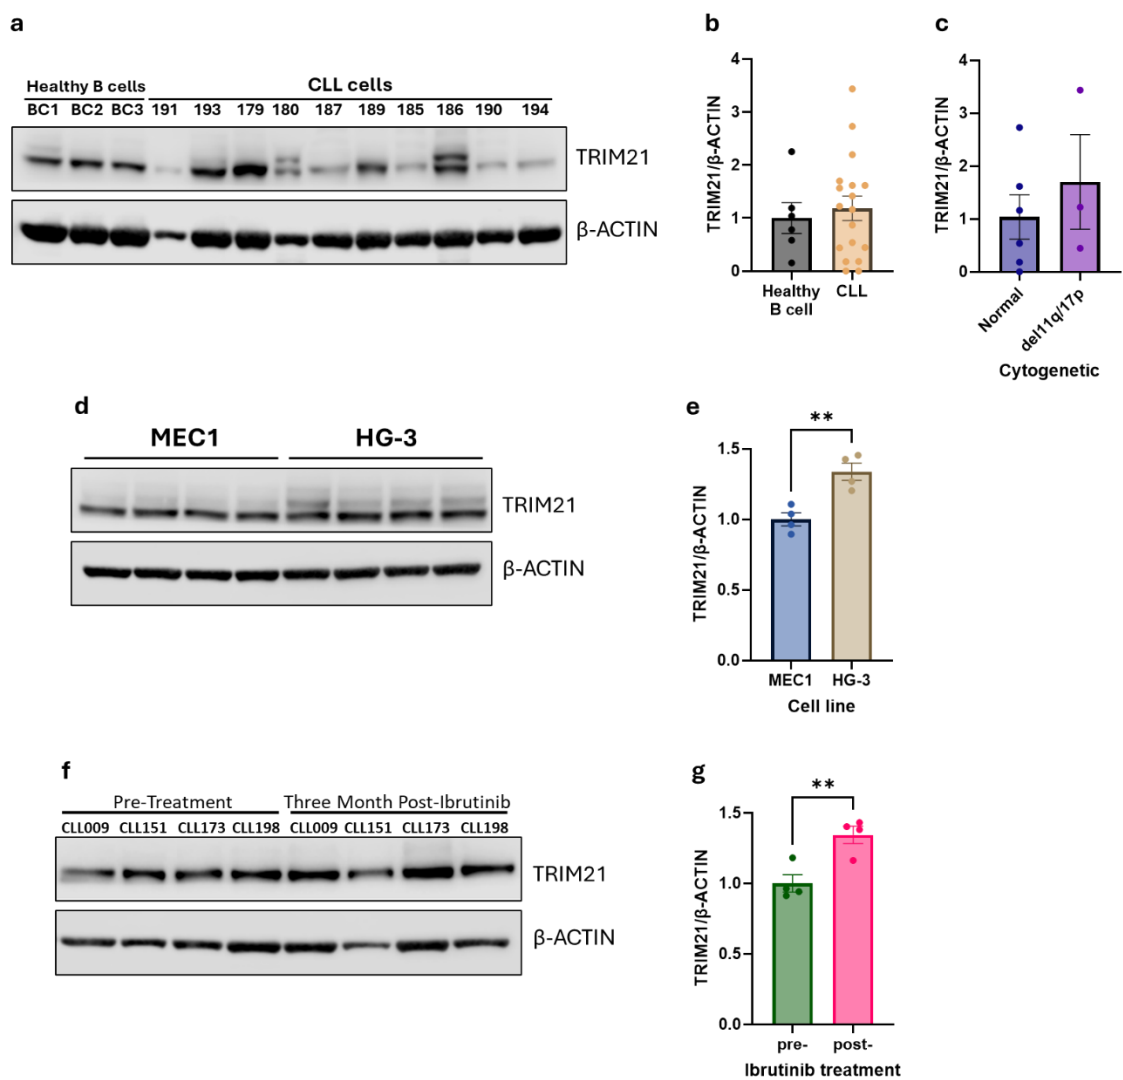 a
Healthy B cells CLL cells
BC1 BC2 BC3 191 193 179 180 187 189 185 186 190 194
TRIM21
β-ACTIN
b
TRIM21/β-ACTIN
4
3
2
1
0
Healthy B cell
CLL
c
TRIM21/β-ACTIN
4
3
2
1
0
Normal
del11q/17p
Cytogenetic
d
MEC1 HG-3
TRIM21
β-ACTIN
e
**
TRIM21/β-ACTIN
1.5
1.0
0.5
0.0
MEC1 HG-3
Cell line
f
Pre-Treatment Three Month Post-Ibrutinib
CLL009 CLL151 CLL173 CLL198 CLL009 CLL151 CLL173 CLL198
TRIM21
β-ACTIN
g
**
TRIM21/β-ACTIN
1.5
1.0
0.5
0.0
pre- post-
Ibrutinib treatment